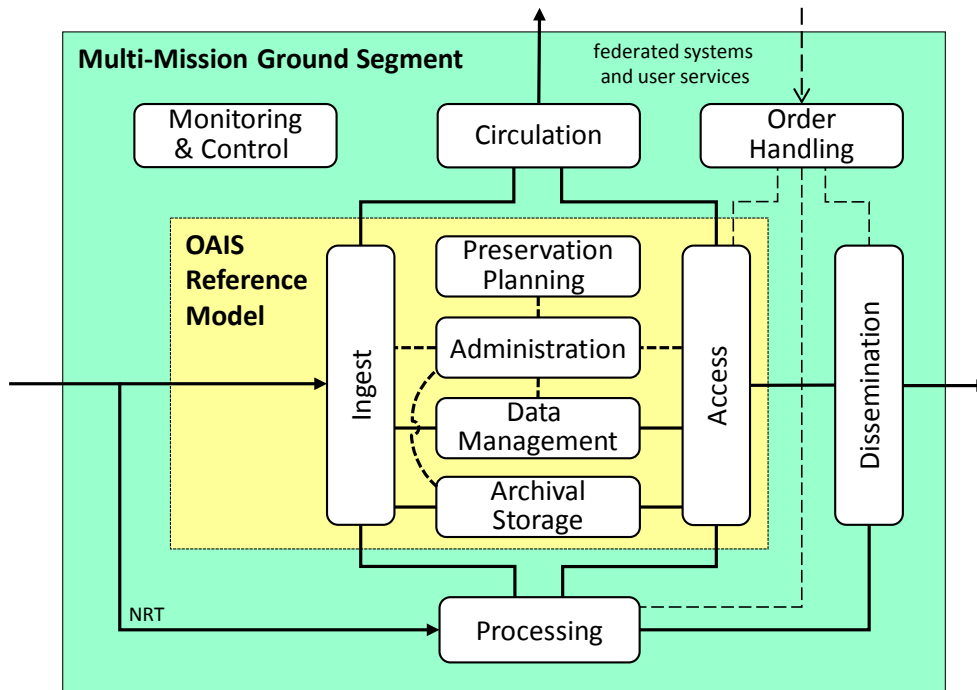 Multi-Mission Ground Segment
federated systems
and user services
Monitoring
& Control
Circulation
Order
Handling
OAIS
Reference
Model
Ingest
Preservation
Planning
Administration
Data
Management
Archival
Storage
Access
Dissemination
NRT
Processing